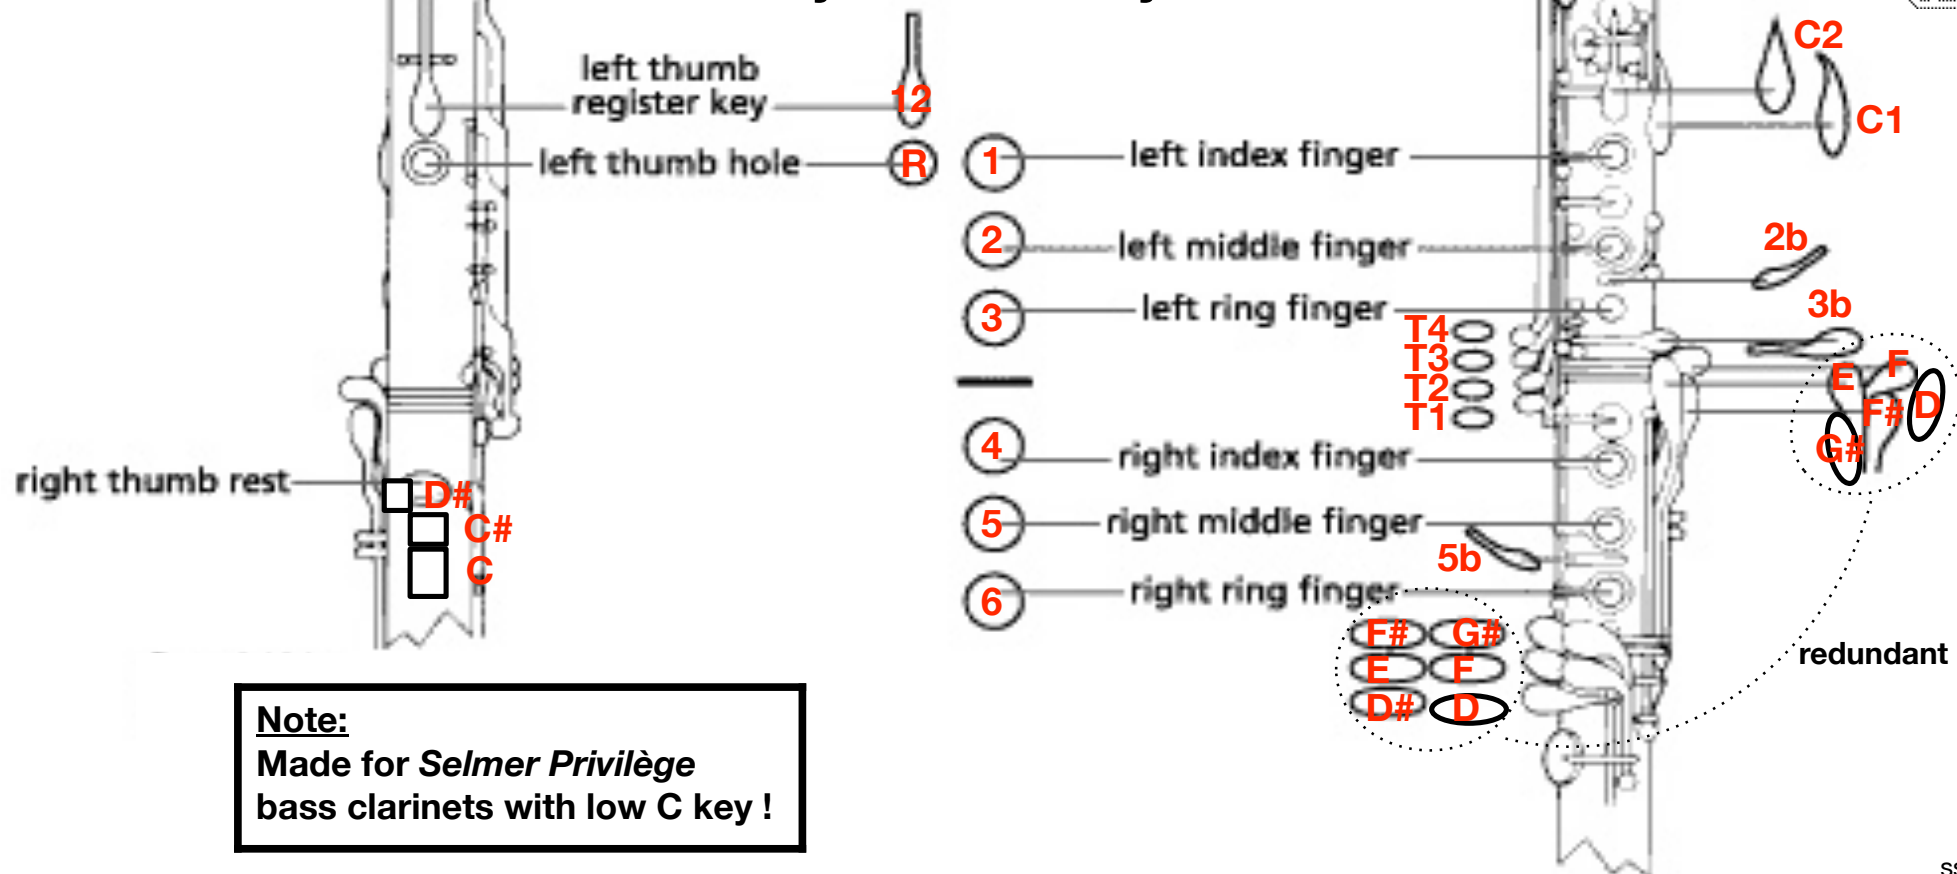 left thumb
register key
12
left thumb hole
R
right thumb rest
D#
C#
C
1
left index finger
2
left middle finger
3
left ring finger
4
right index finger
5
right middle finger
6
right ring finger
C2
C1
2b
3b
T4
T3
T2
T1
E
F
F#
D
G#
5b
F# G#
E F
D# D
redundant
Note:
Made for Selmer Privilège
bass clarinets with low C key !